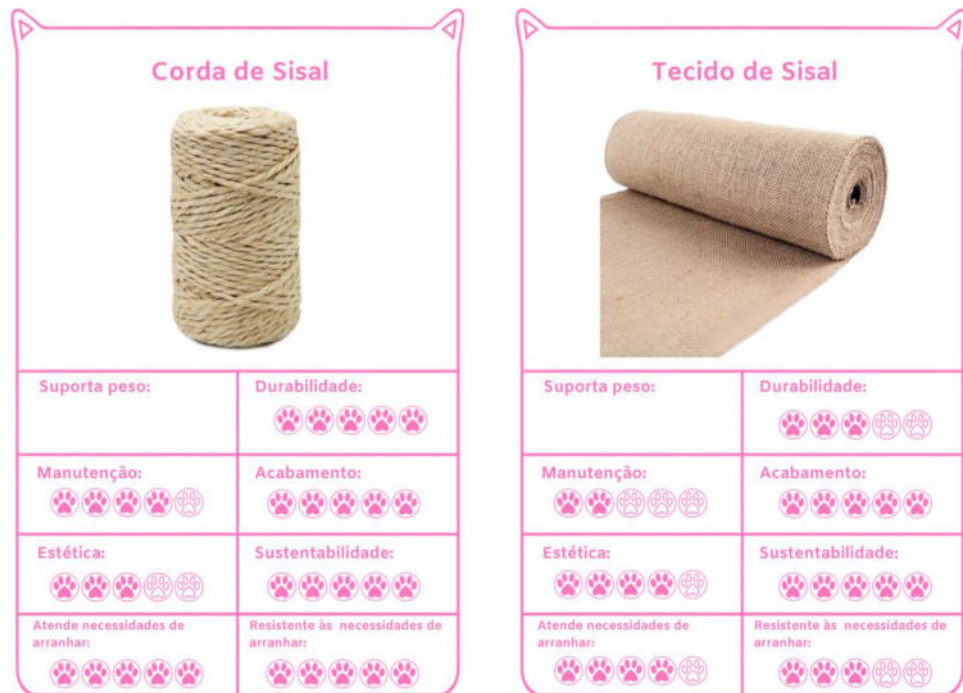 Corda de Sisal
Suporta peso:
Durabilidade:
Manutenção:
Acabamento:
Estética:
Sustentabilidade:
Atende necessidades de
arranhar:
Resistente às necessidades de
arranhar:
Tecido de Sisal
Suporta peso:
Durabilidade:
Manutenção:
Acabamento:
Estética:
Sustentabilidade:
Atende necessidades de
arranhar:
Resistente às necessidades de
arranhar: